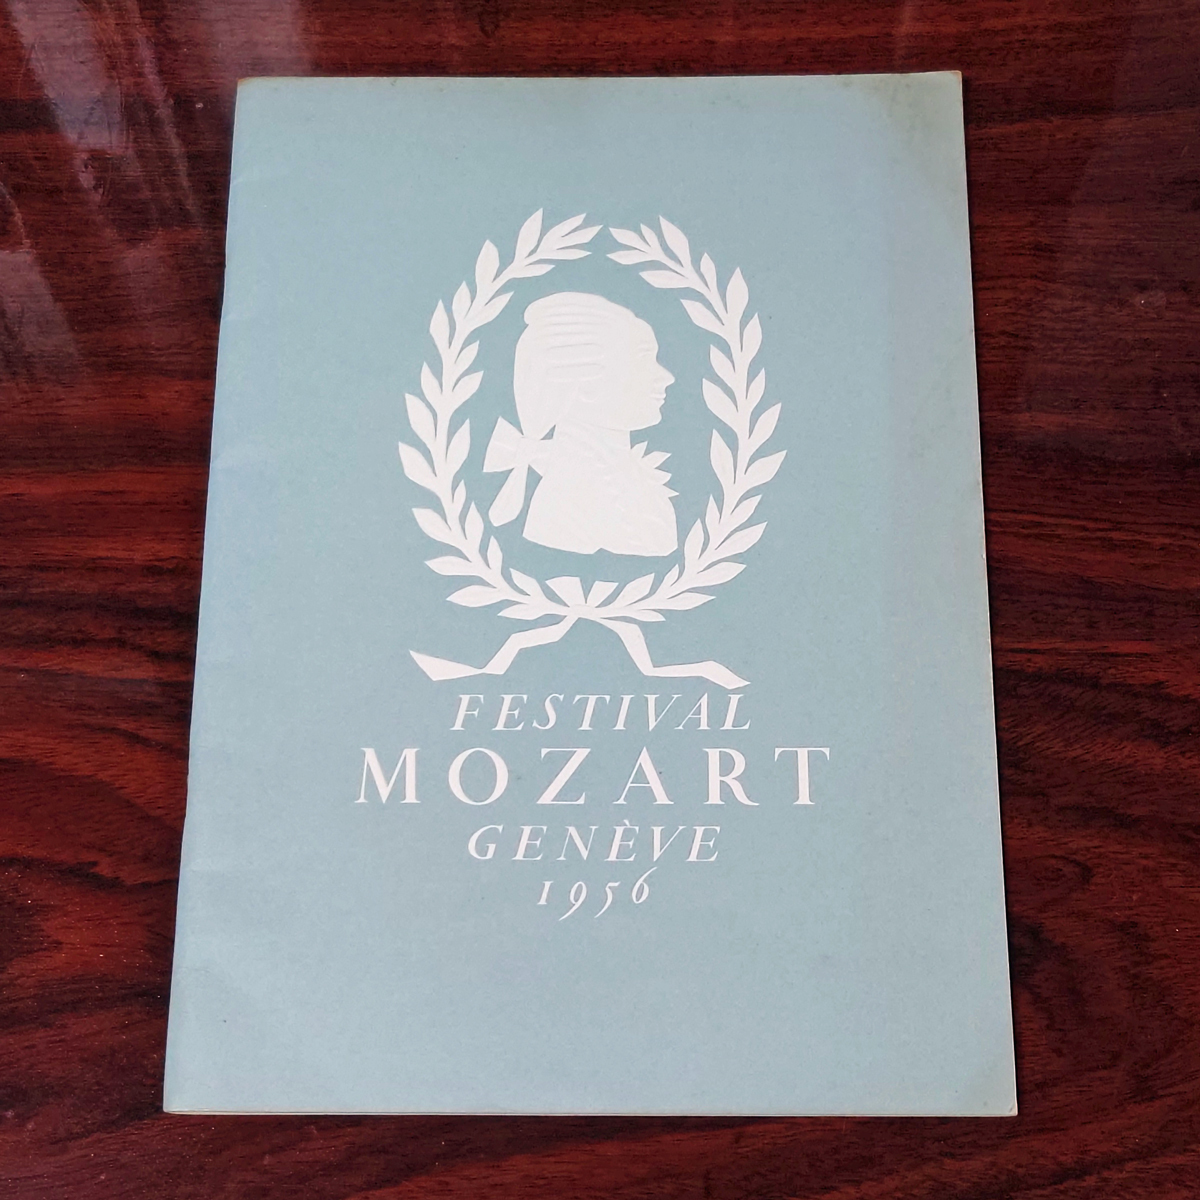 FESTIVAL
MOZART
GENÈVE
1956